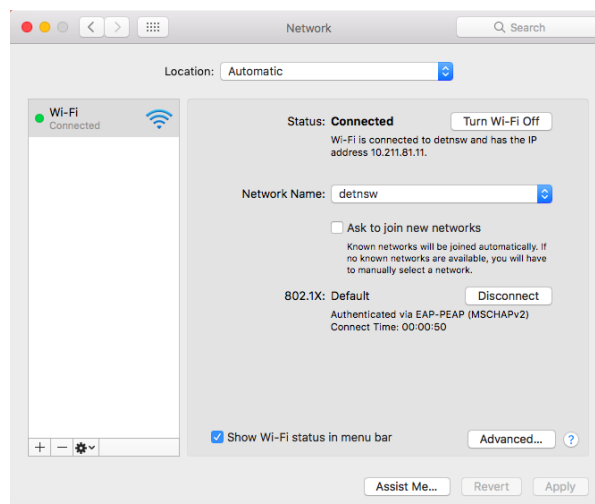 Network
Search
Location: Automatic
Wi-Fi
Connected
Status: Connected
Turn Wi-Fi Off
Wi-Fi is connected to detnsw and has the IP
address 10.211.81.11.
Network Name: detnsw
Ask to join new networks
Known networks will be joined automatically. If
no known networks are available, you will have
to manually select a network.
802.1X: Default
Disconnect
Authenticated via EAP-PEAP (MSCHAPv2)
Connect Time: 00:00:50
Show Wi-Fi status in menu bar
Advanced...
?
Assist Me...
Revert
Apply